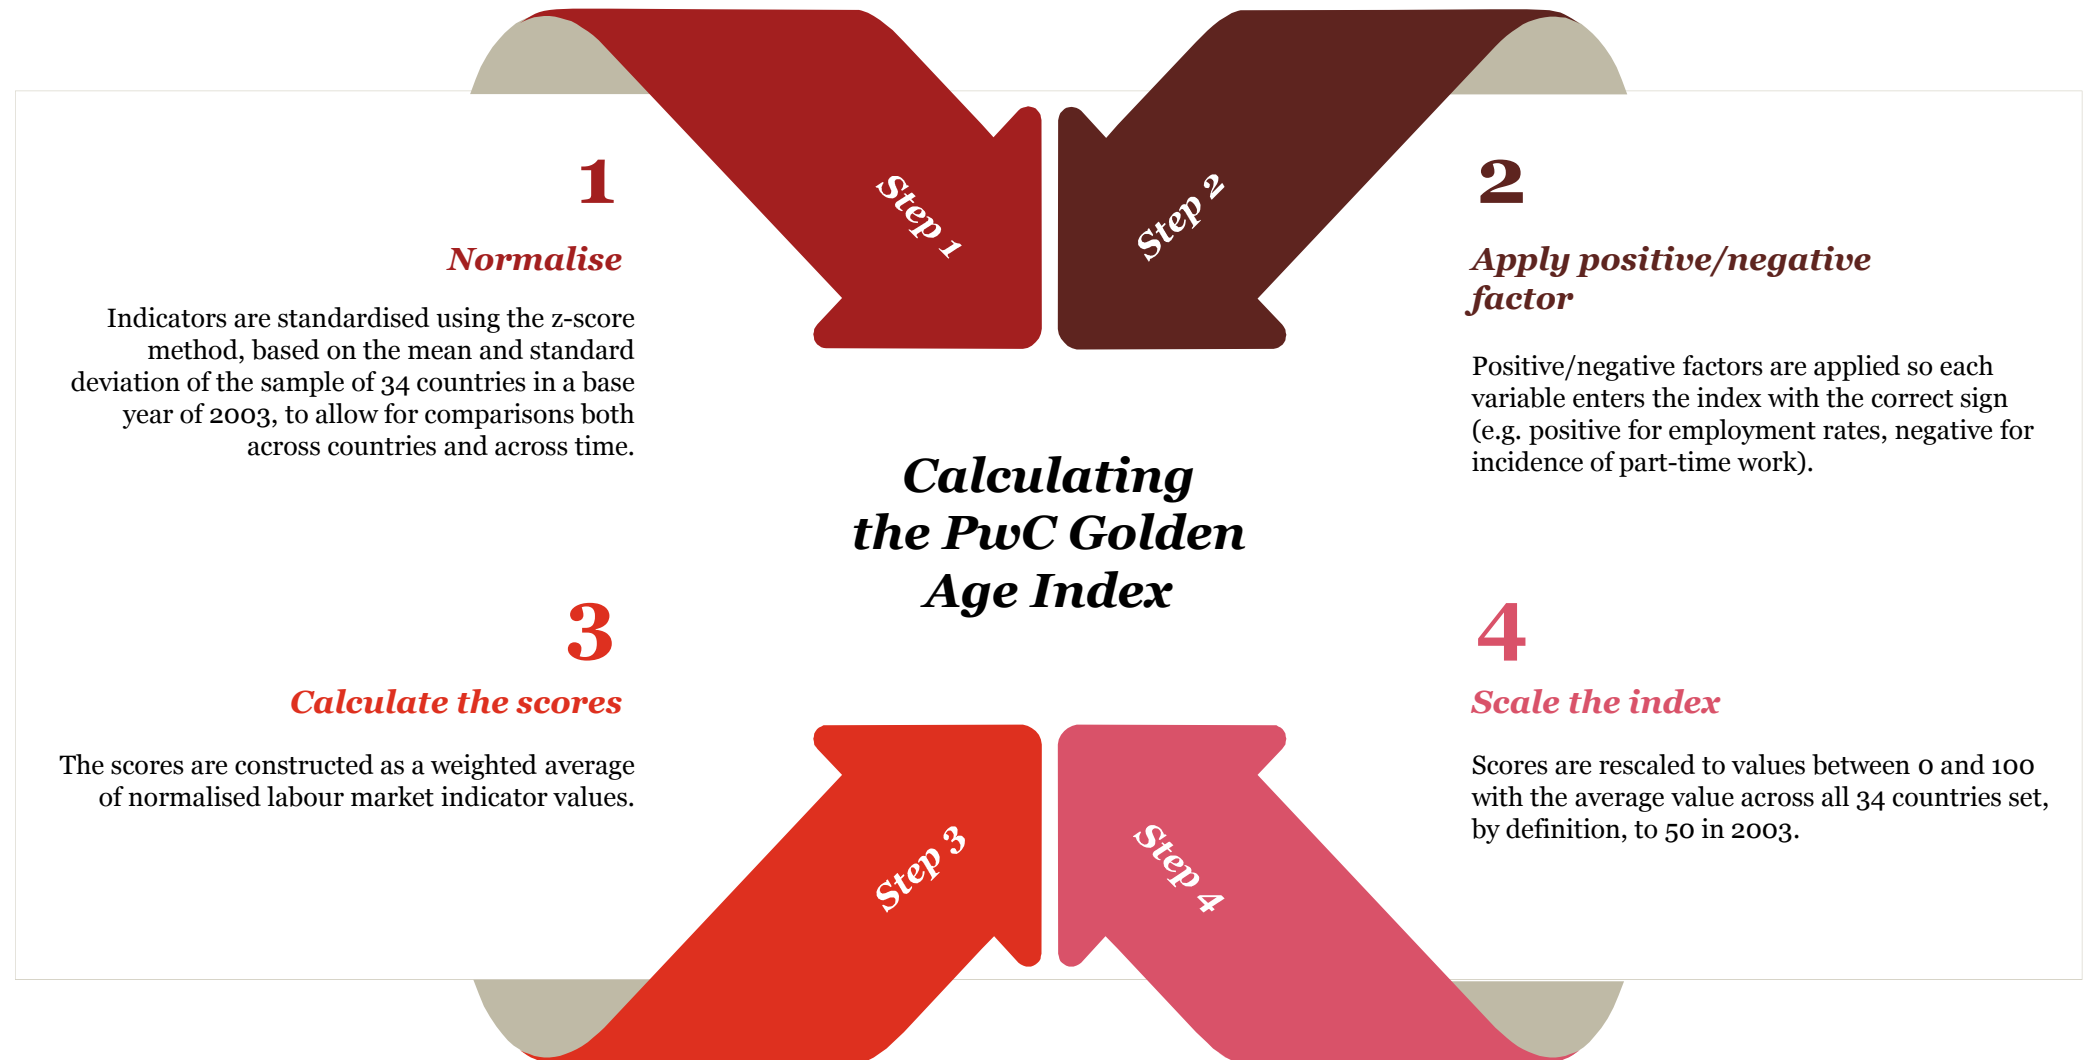 Step 1
Step 2
1
Normalise
Indicators are standardised using the z-score
method, based on the mean and standard
deviation of the sample of 34 countries in a base
year of 2003, to allow for comparisons both
across countries and across time.
2
Apply positive/negative
factor
Positive/negative factors are applied so each
variable enters the index with the correct sign
(e.g. positive for employment rates, negative for
incidence of part-time work).
Calculating
the PwC Golden
Age Index
3
Calculate the scores
The scores are constructed as a weighted average
of normalised labour market indicator values.
4
Scale the index
Scores are rescaled to values between 0 and 100
with the average value across all 34 countries set,
by definition, to 50 in 2003.
Step 3
Step 4